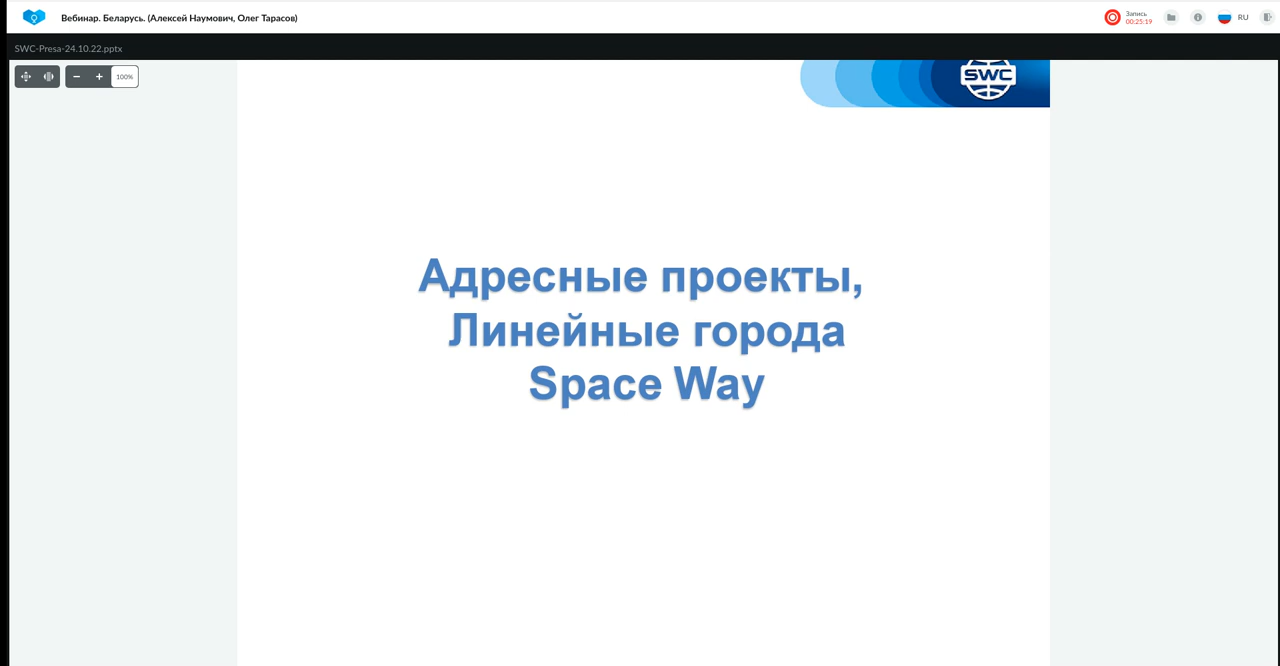 Вебинар. Беларусь. (Алексей Наумович, Олег Тарасов)
Запись
00:25:19
RU
SWC-Presa-24.10.22.pptx
100%
SWC
Адресные проекты,
Линейные города
Space Way